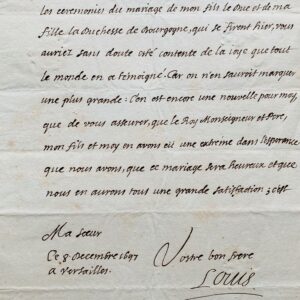 les ceremonies du mariage de mon fils le Duc et de ma
fille la Duchesse de Bourgogne, qui se firent hier, vous
auriez sans doute esté contente de la joye que tout
le monde en a témoigné. Car on n'en sauroit marquer
une plus grande. C'en est encore une nouvelle pour moy
que de vous assurer, que le Roy Monseigneur et Pere,
mon fils et moy en avons eü une extreme dans l'esperance
que nous avons, que ce mariage sera heureux et que
nous en aurons tous une grande satisfaction; c'est
Ma sœur
Ce 8 Decembre 1697
a Versailles.
Vostre bon frere
Louis